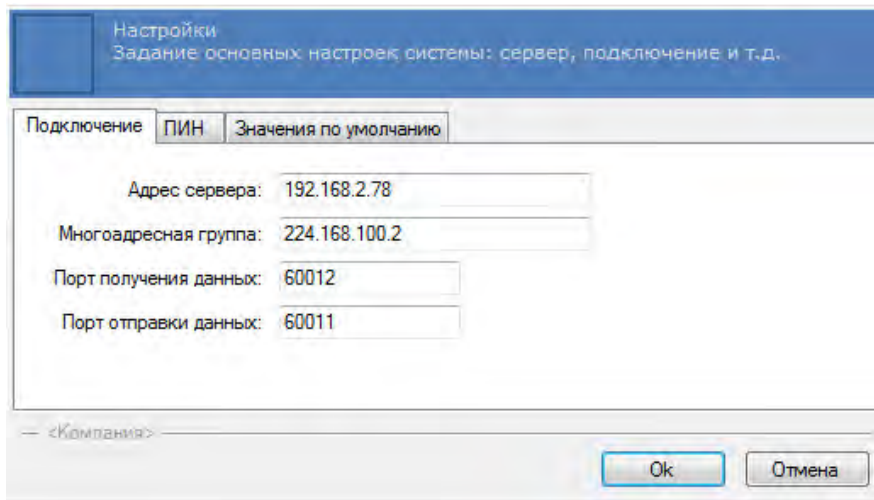 Настройки
Задание основных настроек системы: сервер, подключение и т.д.
Подключение ПИН Значения по умолчанию
Адрес сервера: 192.168.2.78
Многоадресная группа: 224.168.100.2
Порт получения данных: 60012
Порт отправки данных: 60011
<Компания>
Ok Отмена